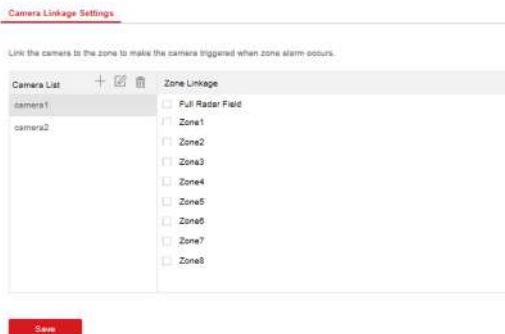 Camera Linkage Settings
Link the camera to the zone to make the camera triggered when zone alarm occurs.
Camera List
Zone Linkage
camera1
Full Radar Field
camera2
Zone1
Zone2
Zone3
Zone4
Zone5
Zone6
Zone7
Zone8
Save